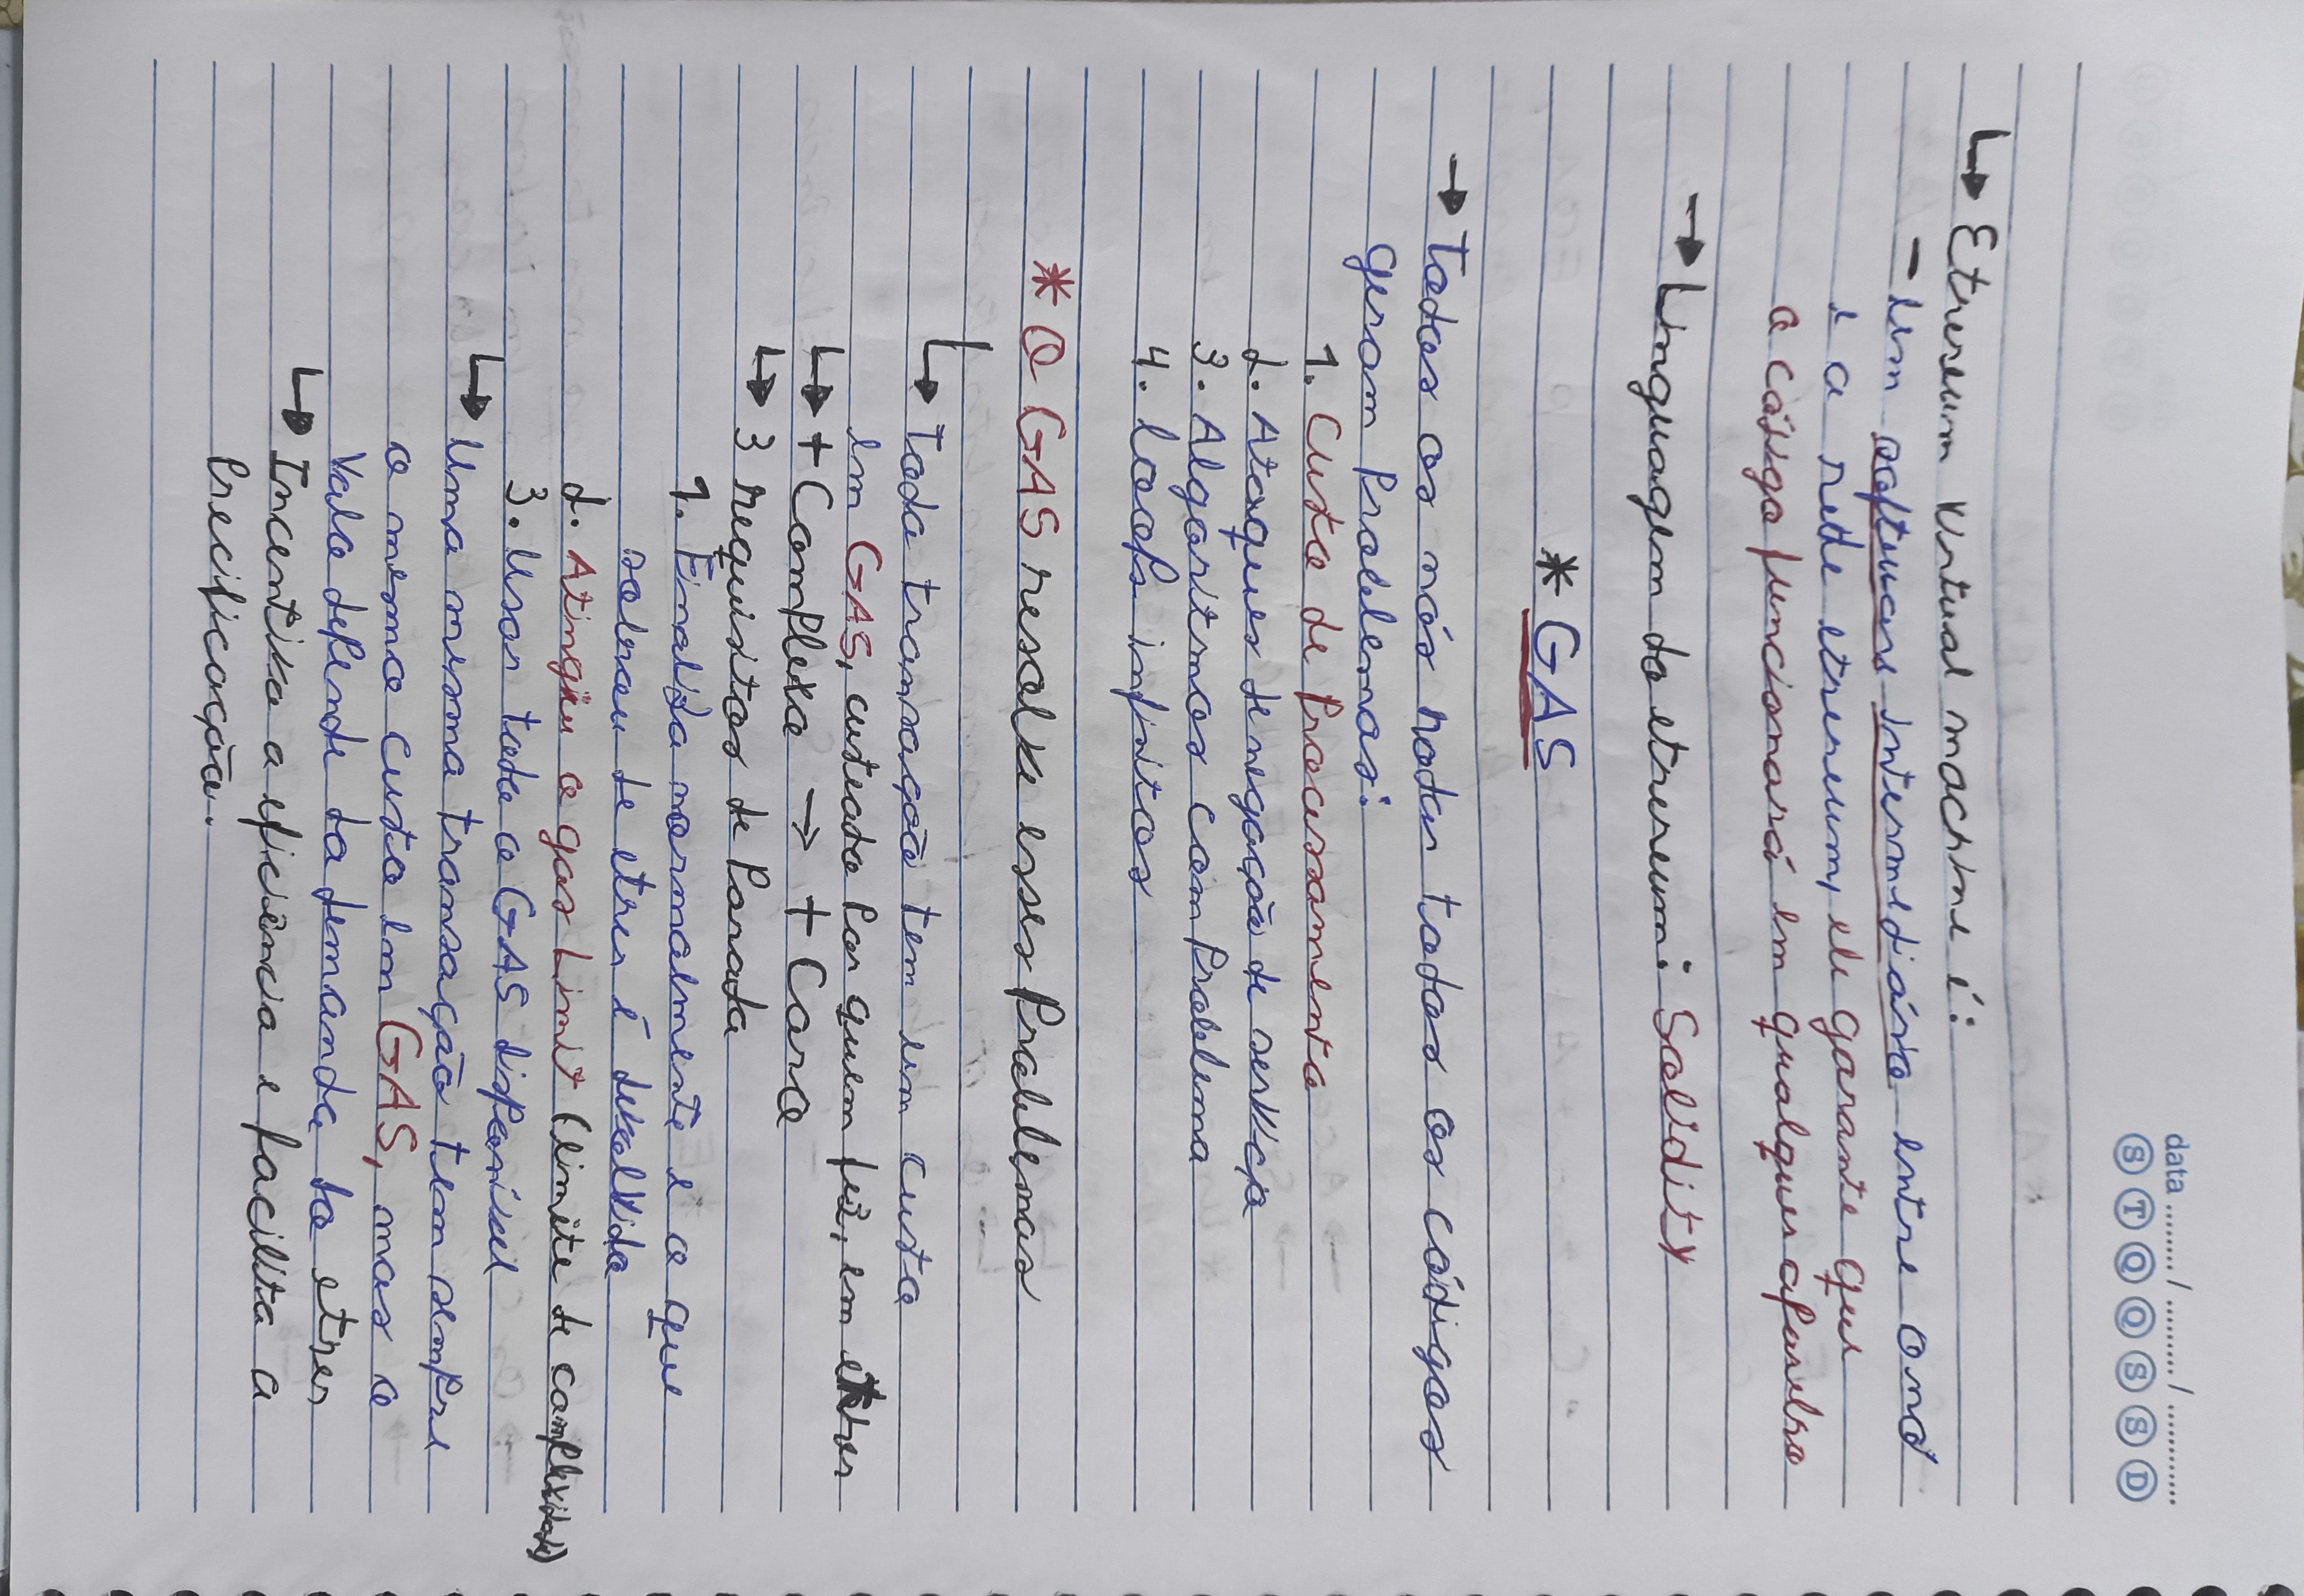 data ......../ ........./ ............
S T Q Q S S D
↳ Ethereum Virtual machine é:
- Um software intermediário entre o nó
e a rede ethereum, ele garante que
o código funcionará em qualquer aparelho
→ Linguagem do ethereum: Solidity
* GAS
→ Todos os nós rodar todos os códigos
geram Problemas:
1. Custo de Processamento
2. Ataques de negação de serviço
3. Algoritmos com Problema
4. loops infitos
* O GAS resolve esses Problemas
↳ Toda transação tem um custo
em GAS, custeado Por quem fez, em ether
↳ + Complexo → + Caro
↳ 3 requisitos de Parada
1. Finaliza normalmente e o que
sobrou de ether é devolvido
2. Atingiu o gas Limit (limite de complexidade)
3. Usar todo o GAS disponível
↳ Uma mesma transação tem sempre
o mesmo custo em GAS, mas o
Valo depende da demanda do ether
↳ Incentiva a eficiência e facilita a
Precificação.